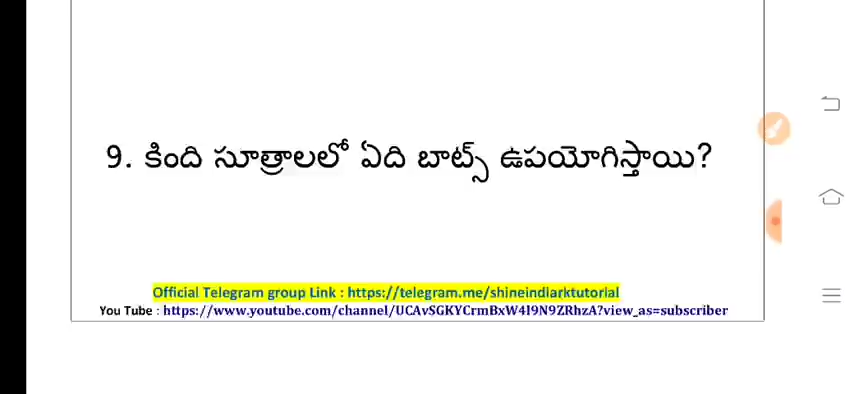 9. కింది సూత్రాలలో ఏది బాట్స్ ఉపయోగిస్తాయి?
Official Telegram group Link : https://telegram.me/shineindiarktutorial
You Tube : https://www.youtube.com/channel/UCAvSGKYCrmBxW4I9N9ZRhzA?view_as=subscriber